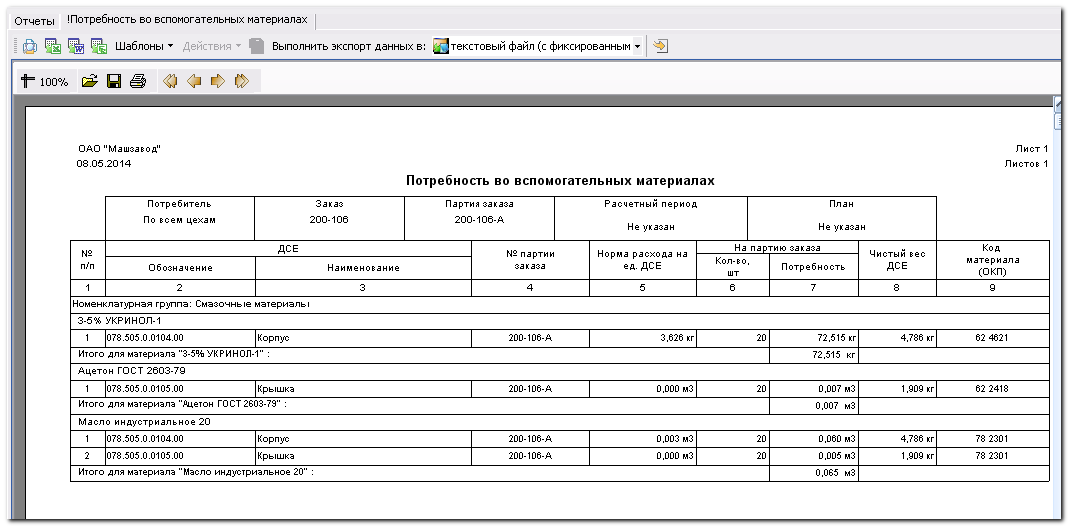 Отчеты !Потребность во вспомогательных материалах
Шаблоны Действия Выполнить экспорт данных в: текстовый файл (с фиксированным
100%
ОАО "Машзавод" Лист 1
08.05.2014 Листов 1
Потребность во вспомогательных материалах
Потребитель Заказ Партия заказа Расчетный период План
По всем цехам 200-106 200-106-А Не указан Не указан
№ п/п ДСЕ № партии заказа Норма расхода на ед. ДСЕ На партию заказа Чистый вес ДСЕ Код материала (ОКП)
Обозначение Наименование Кол-во, шт Потребность
1 2 3 4 5 6 7 8 9
Номенклатурная группа: Смазочные материалы
3-5% УКРИНОЛ-1
1 078.505.0.0104.00 Корпус 200-106-А 3,626 кг 20 72,515 кг 4,786 кг 62 4621
Итого для материала "3-5% УКРИНОЛ-1" : 72,515 кг
Ацетон ГОСТ 2603-79
1 078.505.0.0105.00 Крышка 200-106-А 0,000 м3 20 0,007 м3 1,909 кг 62 2418
Итого для материала "Ацетон ГОСТ 2603-79" : 0,007 м3
Масло индустриальное 20
1 078.505.0.0104.00 Корпус 200-106-А 0,003 м3 20 0,060 м3 4,786 кг 78 2301
2 078.505.0.0105.00 Крышка 200-106-А 0,000 м3 20 0,005 м3 1,909 кг 78 2301
Итого для материала "Масло индустриальное 20" : 0,065 м3